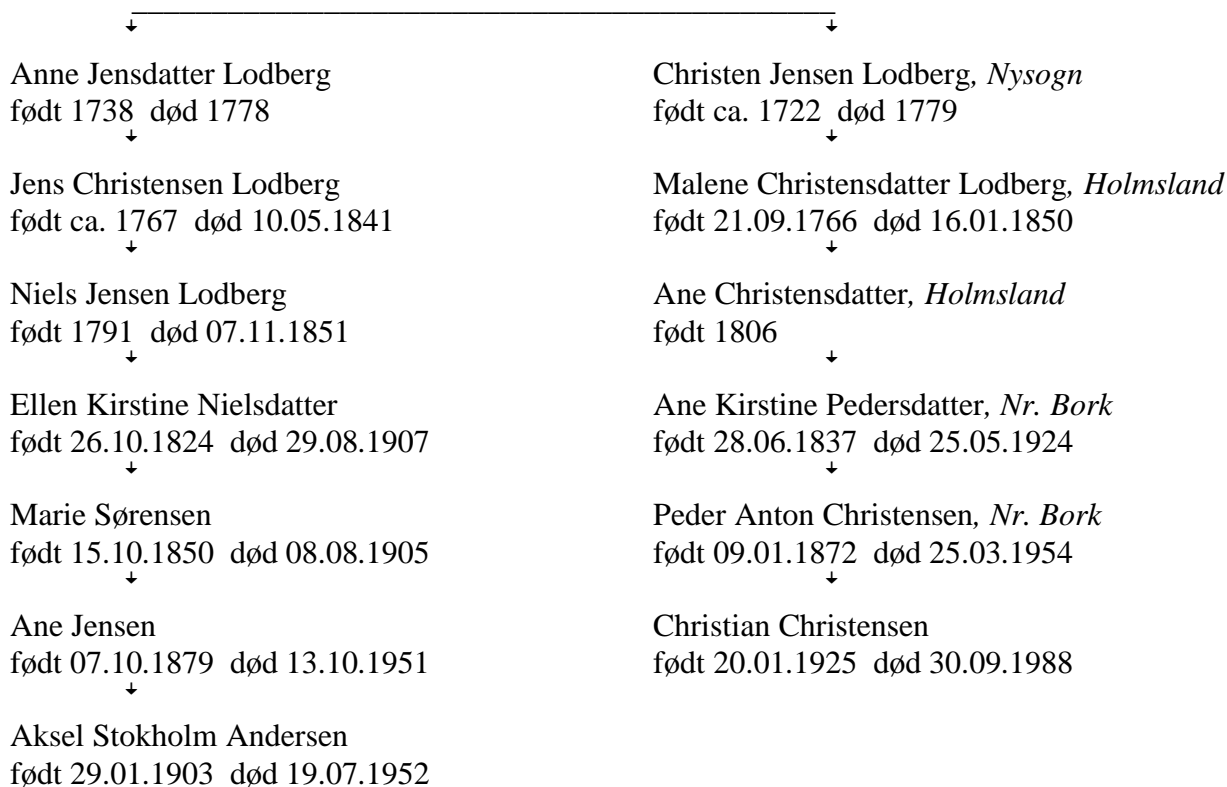 Anne Jensdatter Lodberg
født 1738 død 1778
Jens Christensen Lodberg
født ca. 1767 død 10.05.1841
Niels Jensen Lodberg
født 1791 død 07.11.1851
Ellen Kirstine Nielsdatter
født 26.10.1824 død 29.08.1907
Marie Sørensen
født 15.10.1850 død 08.08.1905
Ane Jensen
født 07.10.1879 død 13.10.1951
Aksel Stokholm Andersen
født 29.01.1903 død 19.07.1952
Christen Jensen Lodberg, Nysogn
født ca. 1722 død 1779
Malene Christensdatter Lodberg, Holmsland
født 21.09.1766 død 16.01.1850
Ane Christensdatter, Holmsland
født 1806
Ane Kirstine Pedersdatter, Nr. Bork
født 28.06.1837 død 25.05.1924
Peder Anton Christensen, Nr. Bork
født 09.01.1872 død 25.03.1954
Christian Christensen
født 20.01.1925 død 30.09.1988